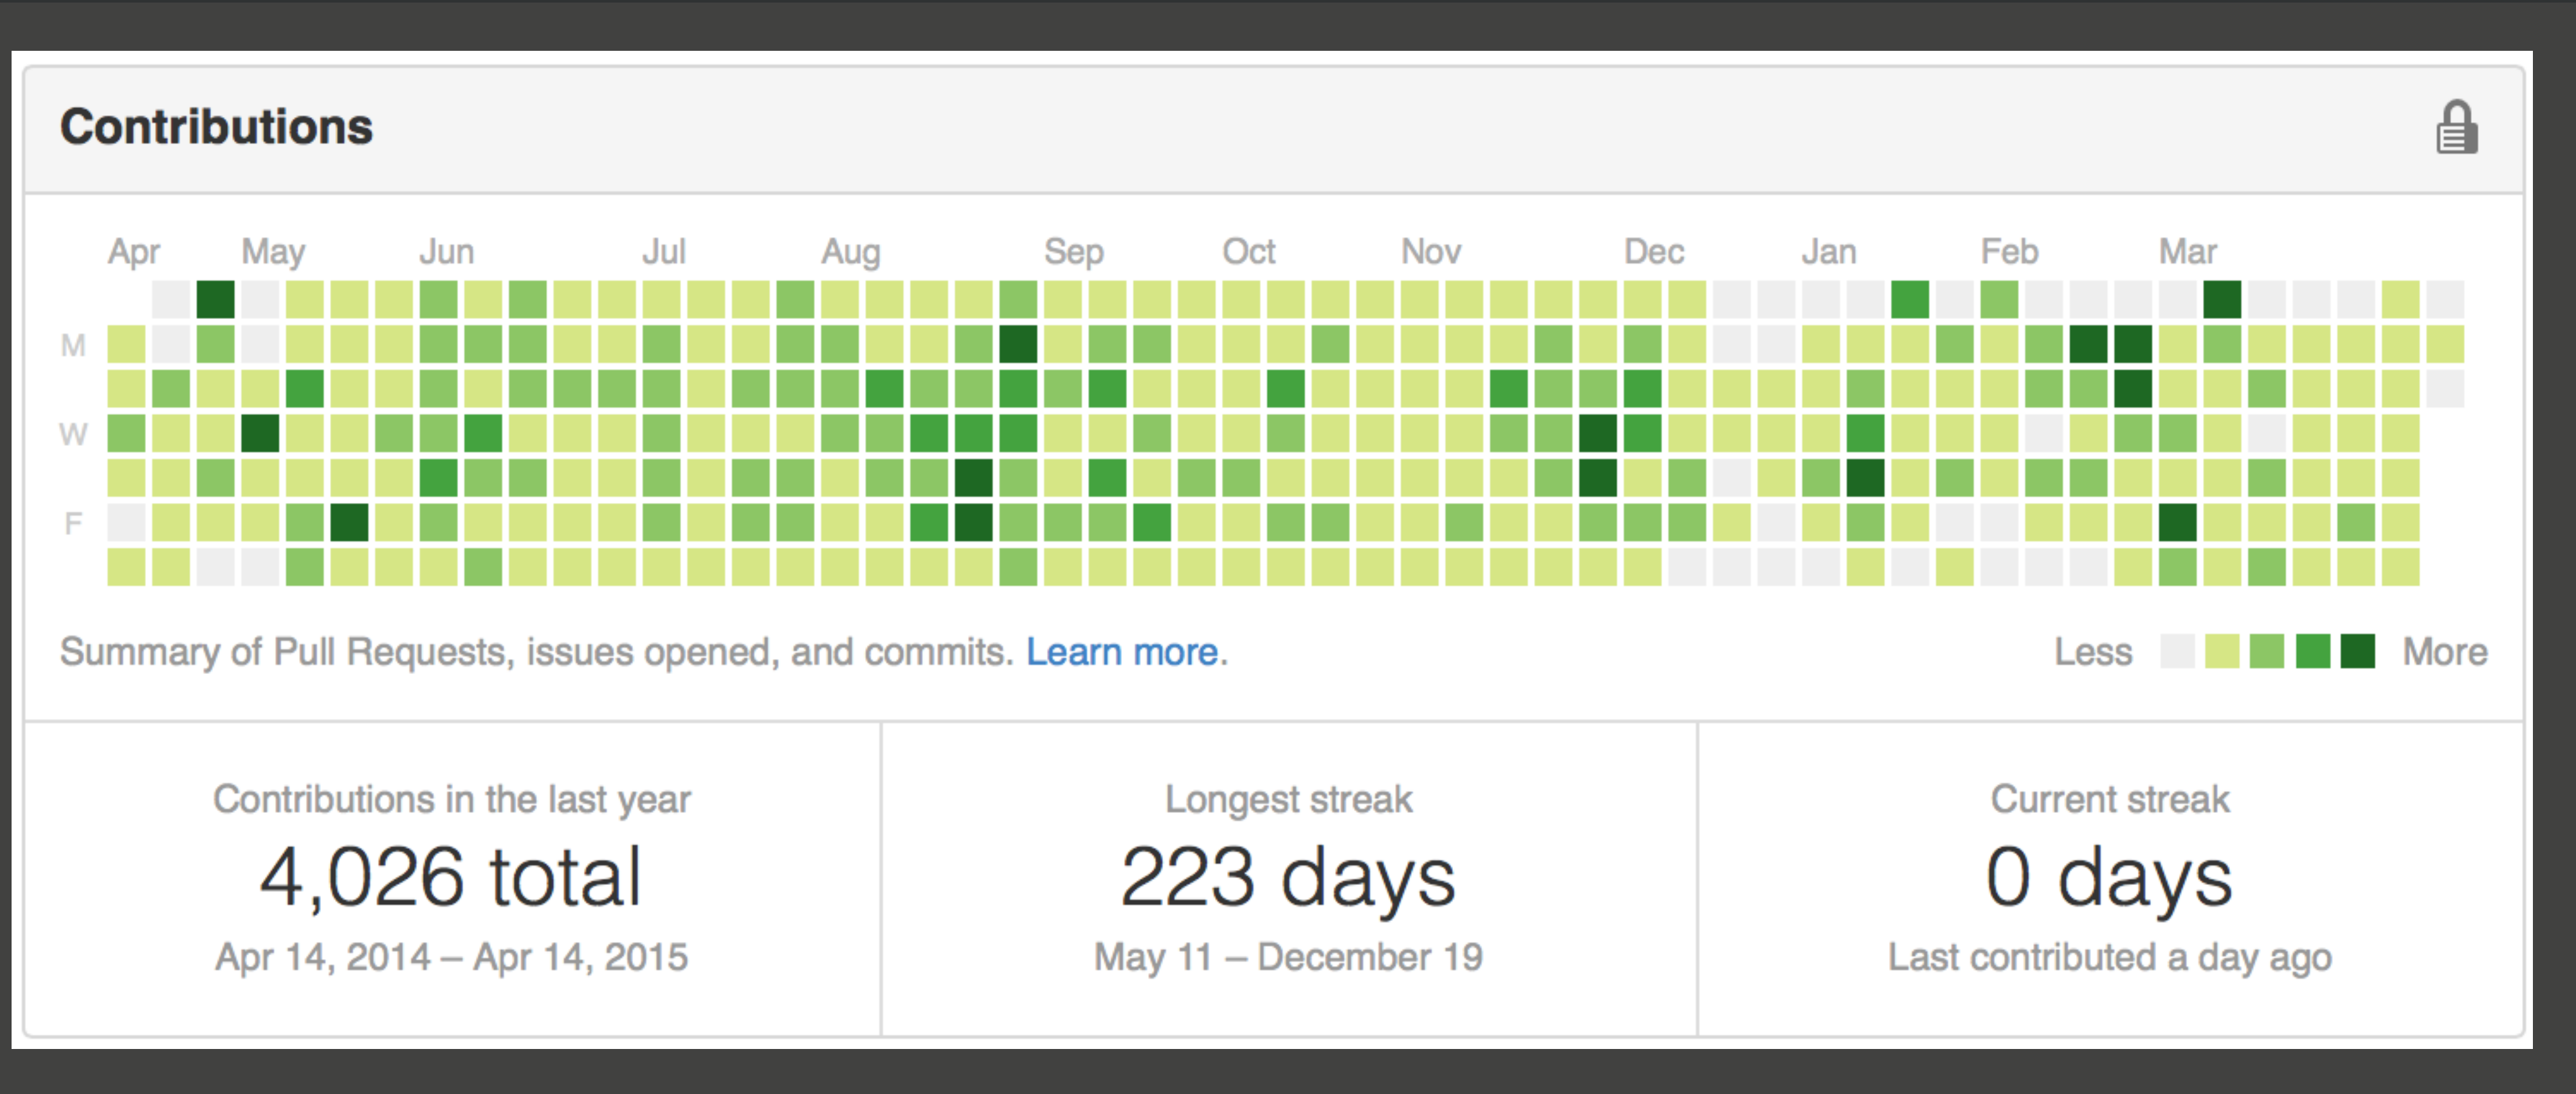 Contributions
Apr May Jun Jul Aug Sep Oct Nov Dec Jan Feb Mar
M
W
F
Summary of Pull Requests, issues opened, and commits. Learn more.
Less More
Contributions in the last year
4,026 total
Apr 14, 2014 – Apr 14, 2015
Longest streak
223 days
May 11 – December 19
Current streak
0 days
Last contributed a day ago